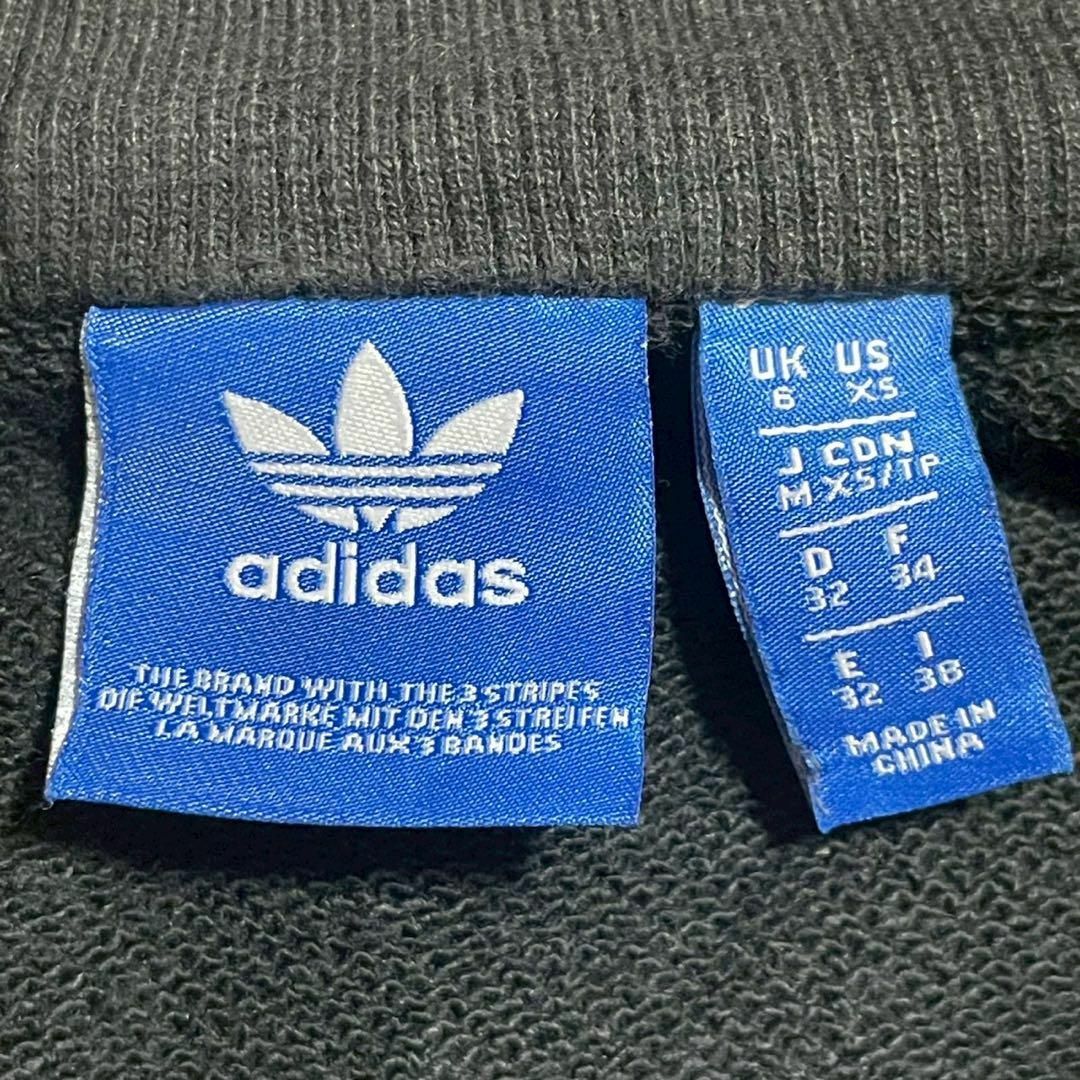 adidas
THE BRAND WITH THE 3 STRIPES
DIE WELTMARKE MIT DEN 3 STREIFEN
LA MARQUE AUX 3 BANDES
UK US
6 XS
J CDN
M XS/TP
D F
32 34
E I
32 38
MADE IN
CHINA